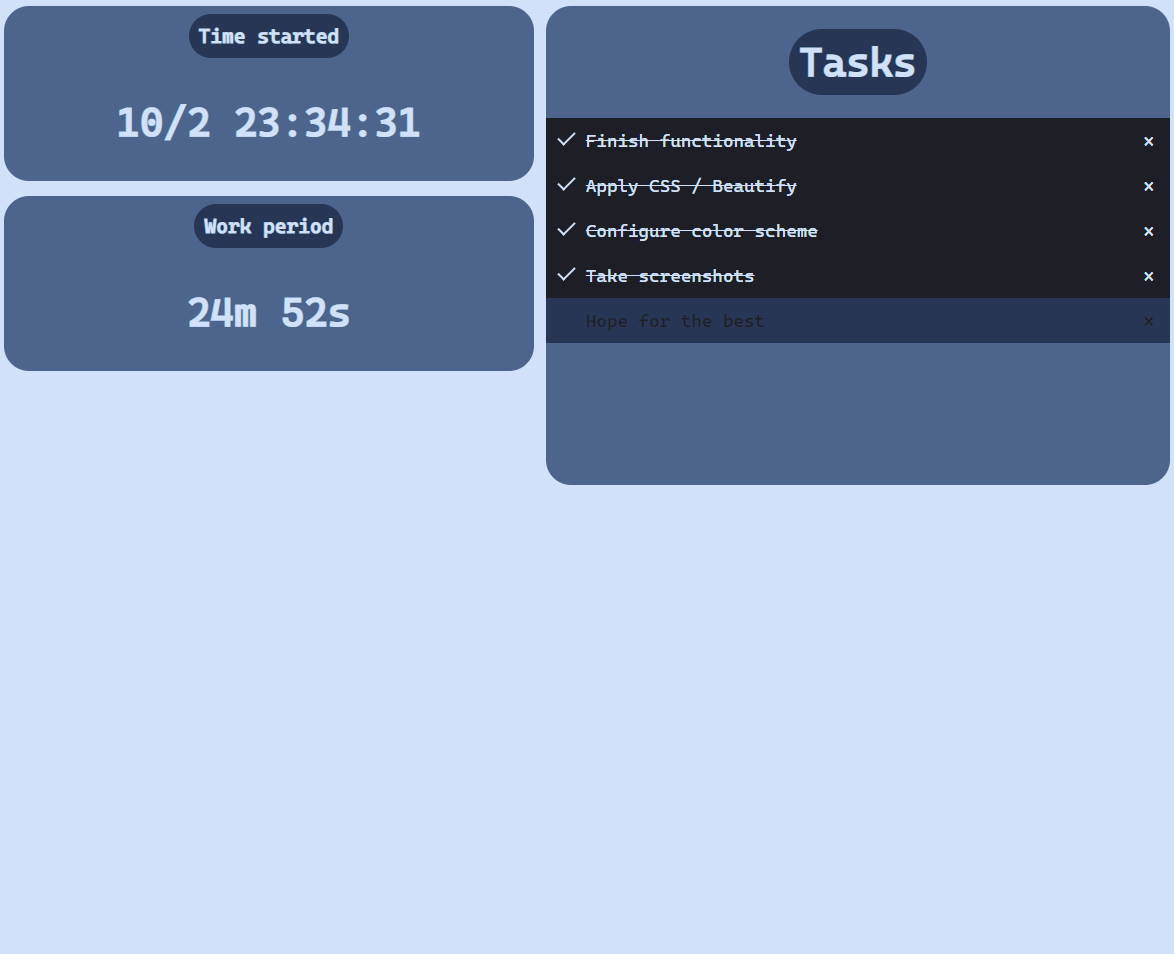 Time started
10/2 23:34:31
Work period
24m 52s
Tasks
Finish functionality ×
Apply CSS / Beautify ×
Configure color scheme ×
Take screenshots ×
Hope for the best ×